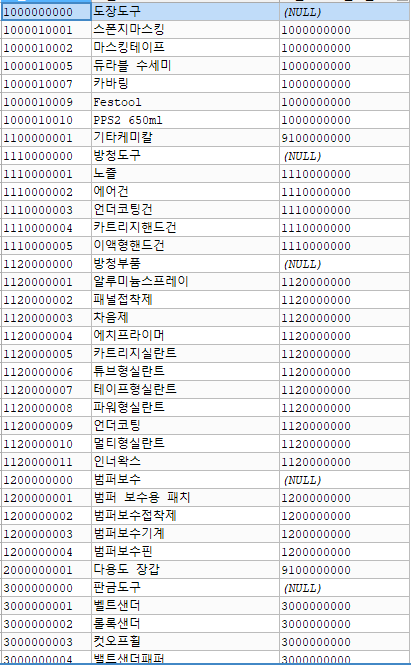 1000000000 도장도구 (NULL)
1000010001 스폰지마스킹 1000000000
1000010002 마스킹테이프 1000000000
1000010005 듀라블 수세미 1000000000
1000010007 카바링 1000000000
1000010009 Festool 1000000000
1000010010 PPS2 650ml 1000000000
1100000001 기타케미칼 9100000000
1110000000 방청도구 (NULL)
1110000001 노즐 1110000000
1110000002 에어건 1110000000
1110000003 언더코팅건 1110000000
1110000004 카트리지핸드건 1110000000
1110000005 이액형핸드건 1110000000
1120000000 방청부품 (NULL)
1120000001 알루미늄스프레이 1120000000
1120000002 패널접착제 1120000000
1120000003 차음제 1120000000
1120000004 에치프라이머 1120000000
1120000005 카트리지실란트 1120000000
1120000006 튜브형실란트 1120000000
1120000007 테이프형실란트 1120000000
1120000008 파워형실란트 1120000000
1120000009 언더코팅 1120000000
1120000010 멀티형실란트 1120000000
1120000011 인너왁스 1120000000
1200000000 범퍼보수 (NULL)
1200000001 범퍼 보수용 패치 1200000000
1200000002 범퍼보수접착제 1200000000
1200000003 범퍼보수기계 1200000000
1200000004 범퍼보수핀 1200000000
2000000001 다용도 장갑 9100000000
3000000000 판금도구 (NULL)
3000000001 벨트샌더 3000000000
3000000002 롤록샌더 3000000000
3000000003 컷오프휠 3000000000
3000000004 밸트샌더페퍼 3000000000